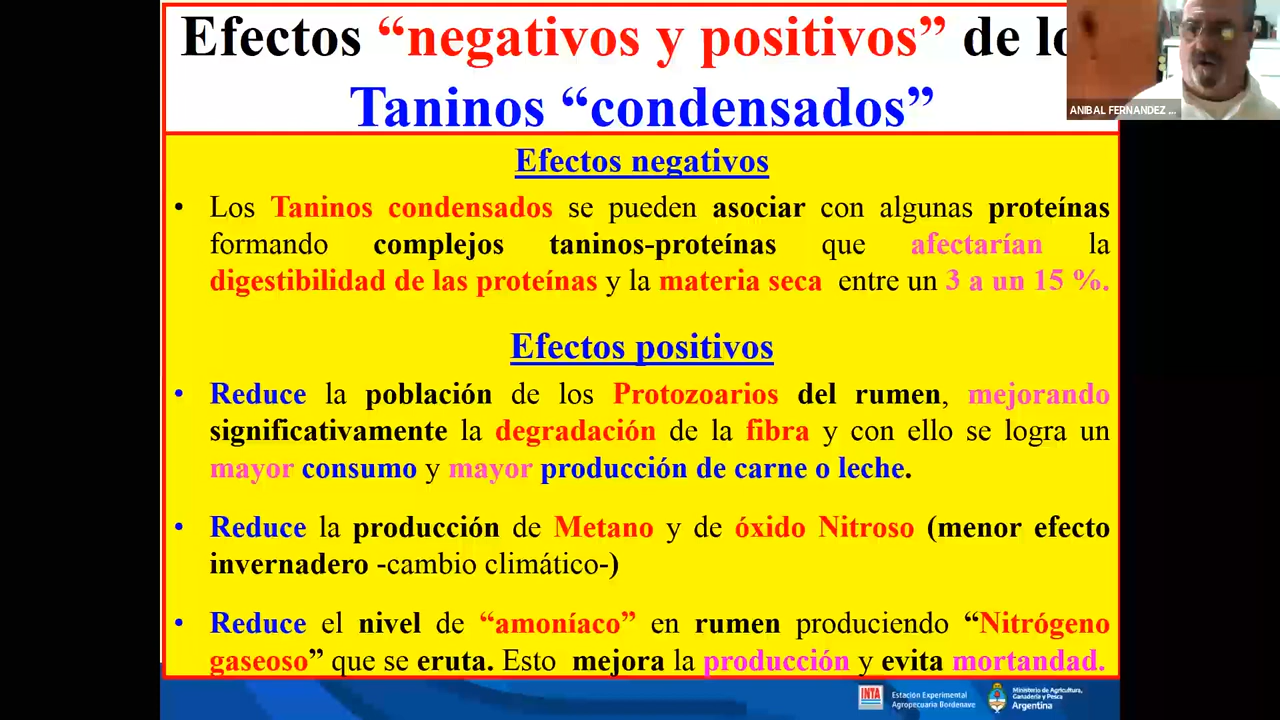 Efectos “negativos y positivos” de lo
Taninos “condensados”
ANIBAL FERNANDEZ ...
Efectos negativos
• Los Taninos condensados se pueden asociar con algunas proteínas
formando complejos taninos-proteínas que afectarían la
digestibilidad de las proteínas y la materia seca entre un 3 a un 15 %.
Efectos positivos
• Reduce la población de los Protozoarios del rumen, mejorando
significativamente la degradación de la fibra y con ello se logra un
mayor consumo y mayor producción de carne o leche.
• Reduce la producción de Metano y de óxido Nitroso (menor efecto
invernadero -cambio climático-)
• Reduce el nivel de “amoníaco” en rumen produciendo “Nitrógeno
gaseoso” que se eruta. Esto mejora la producción y evita mortandad.
INTA
Estación Experimental
Agropecuaria Bordenave
Ministerio de Agricultura,
Ganadería y Pesca
Argentina